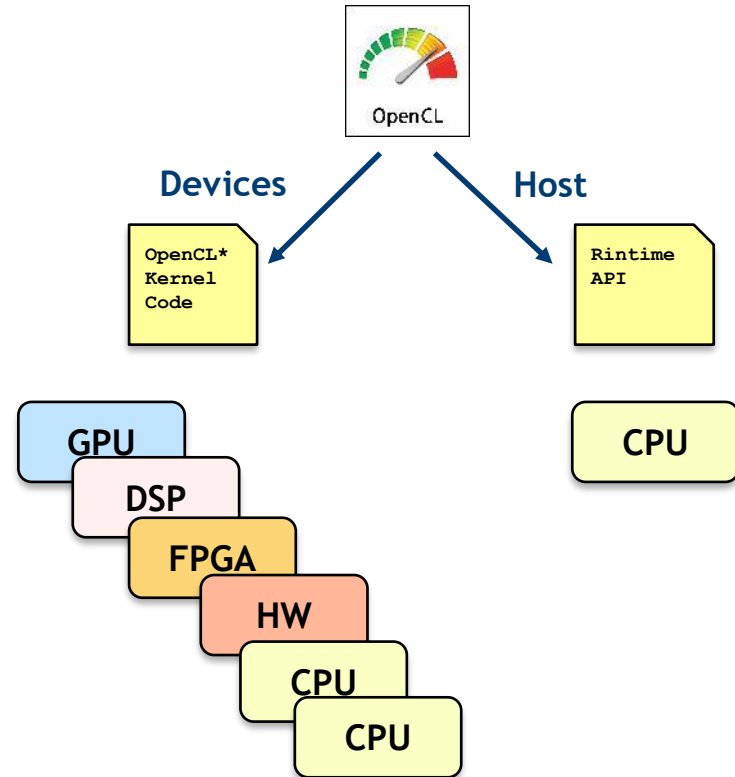 OpenCL
Devices
Host
OpenCL*
Kernel
Code
Rintime
API
GPU
CPU
DSP
FPGA
HW
CPU
CPU